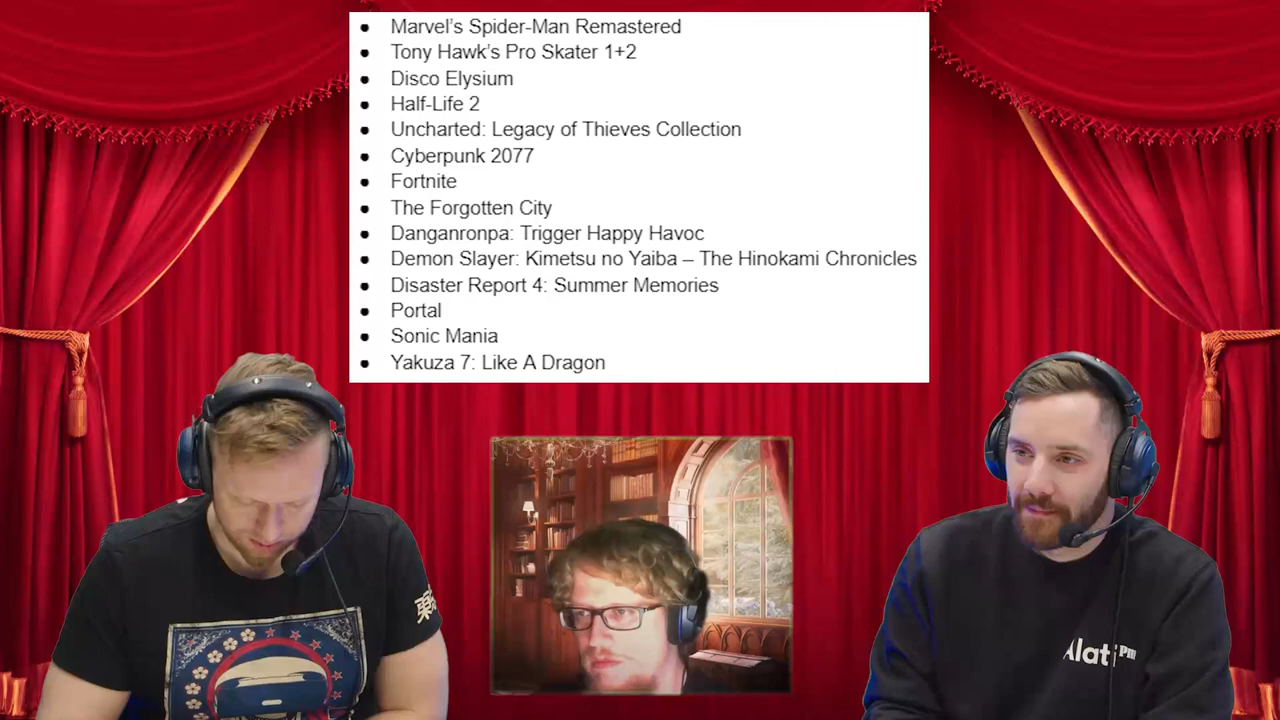 Marvel’s Spider-Man Remastered
Tony Hawk’s Pro Skater 1+2
Disco Elysium
Half-Life 2
Uncharted: Legacy of Thieves Collection
Cyberpunk 2077
Fortnite
The Forgotten City
Danganronpa: Trigger Happy Havoc
Demon Slayer: Kimetsu no Yaiba – The Hinokami Chronicles
Disaster Report 4: Summer Memories
Portal
Sonic Mania
Yakuza 7: Like A Dragon